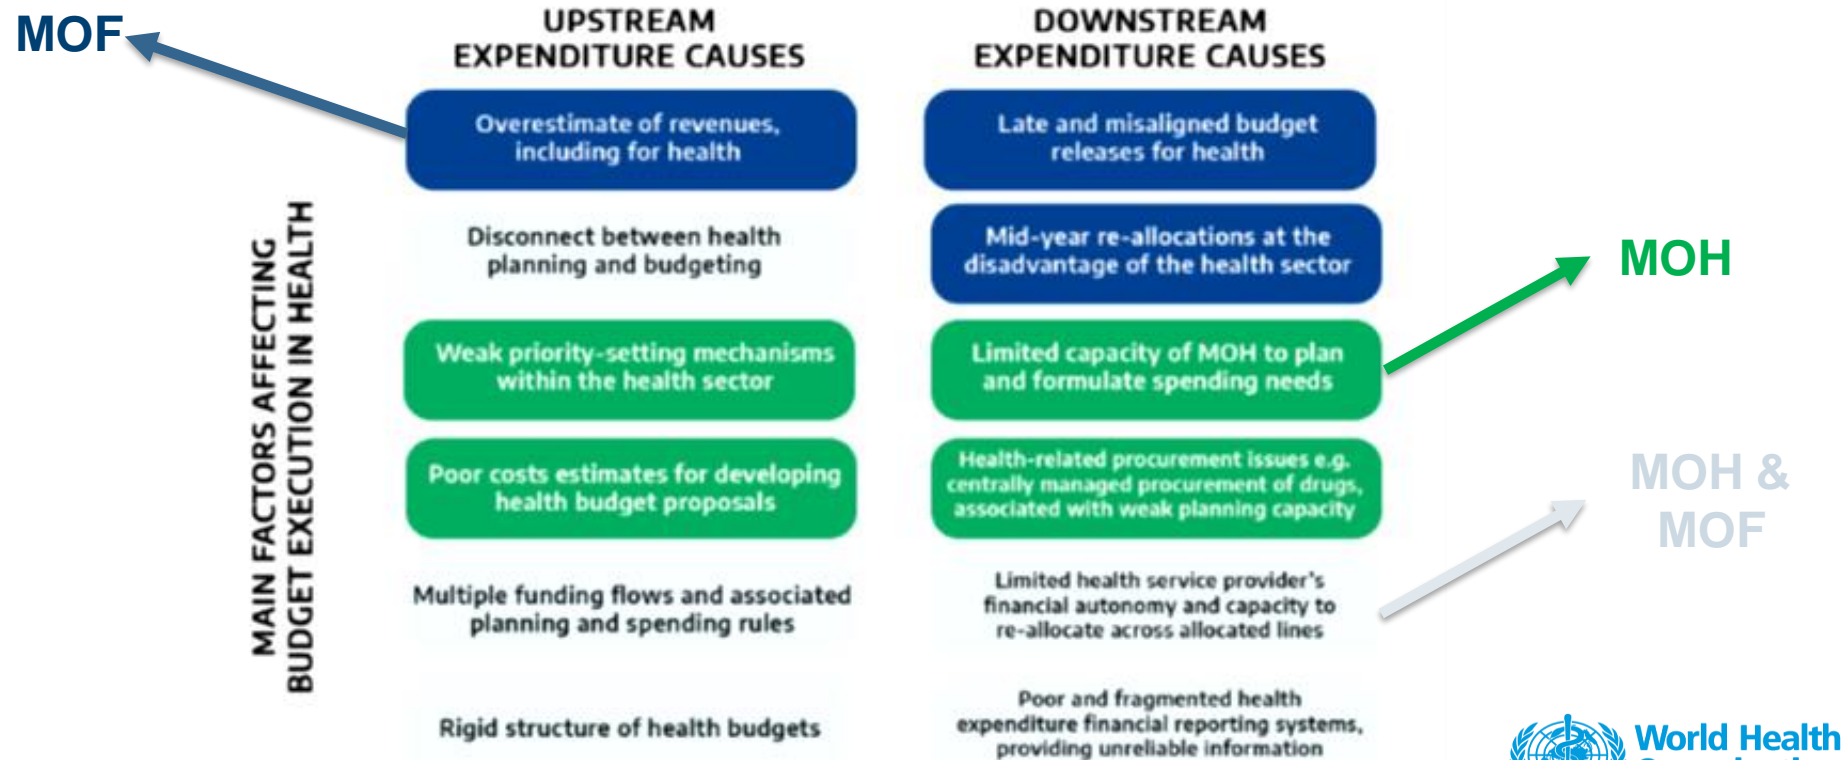 MOF
UPSTREAM
EXPENDITURE CAUSES
DOWNSTREAM
EXPENDITURE CAUSES
MAIN FACTORS AFFECTING
BUDGET EXECUTION IN HEALTH
Overestimate of revenues,
including for health
Late and misaligned budget
releases for health
Disconnect between health
planning and budgeting
Mid-year re-allocations at the
disadvantage of the health sector
MOH
Weak priority-setting mechanisms
within the health sector
Limited capacity of MOH to plan
and formulate spending needs
Poor costs estimates for developing
health budget proposals
Health-related procurement issues e.g.
centrally managed procurement of drugs,
associated with weak planning capacity
MOH &
MOF
Multiple funding flows and associated
planning and spending rules
Limited health service provider's
financial autonomy and capacity to
re-allocate across allocated lines
Rigid structure of health budgets
Poor and fragmented health
expenditure financial reporting systems,
providing unreliable information
World Health